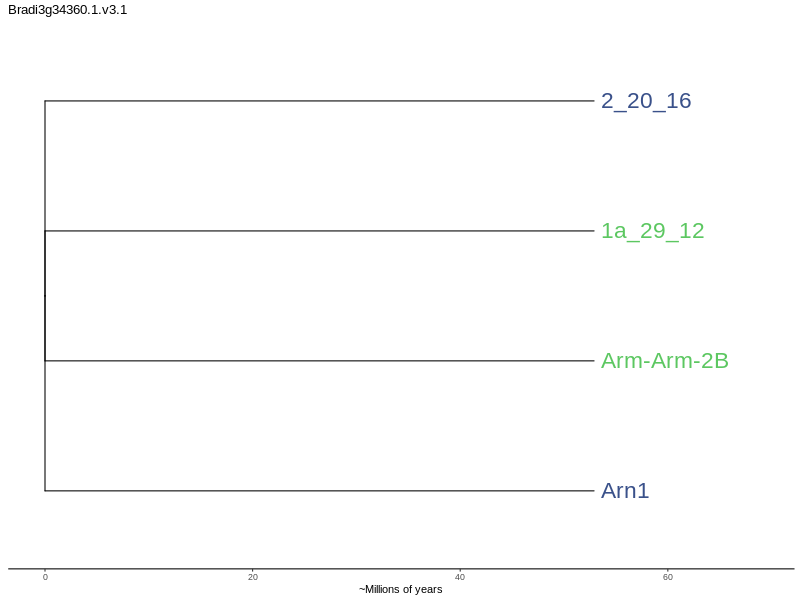 Bradi3g34360.1.v3.1
2_20_16
1a_29_12
Arm-Arm-2B
Arn1
0 20 40 60
~Millions of years